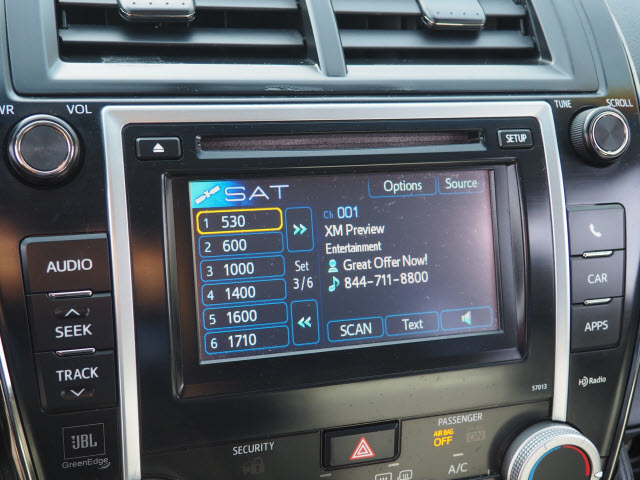 WR VOL
TUNE SCROLL
SETUP
SAT
Options Source
1 530
2 600
3 1000
4 1400
5 1600
6 1710
Set
3/6
Ch 001
XM Preview
Entertainment
Great Offer Now!
844-711-8800
SCAN Text
AUDIO
SEEK
TRACK
CAR
APPS
HD Radio
57013
JBL
GreenEdge
SECURITY
PASSENGER
AIR BAG
OFF ON
A/C